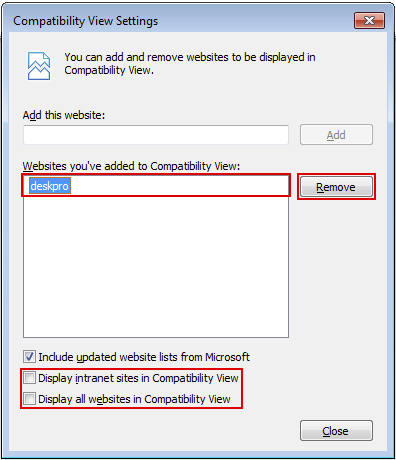 Compatibility View Settings
You can add and remove websites to be displayed in
Compatibility View.
Add this website:
Add
Websites you've added to Compatibility View:
deskpro
Remove
Include updated website lists from Microsoft
Display intranet sites in Compatibility View
Display all websites in Compatibility View
Close